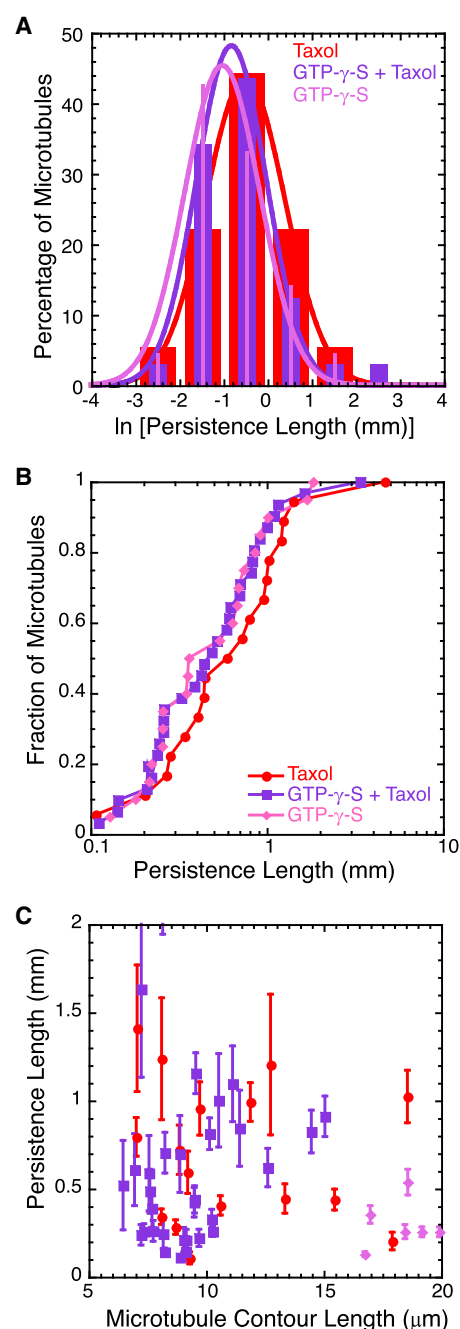 A
50
40
30
20
10
0
Percentage of Microtubules
Taxol
GTP-γ-S + Taxol
GTP-γ-S
-4 -3 -2 -1 0 1 2 3 4
ln [Persistence Length (mm)]
B
1
0.8
0.6
0.4
0.2
0
Fraction of Microtubules
Taxol
GTP-γ-S + Taxol
GTP-γ-S
0.1 1 10
Persistence Length (mm)
C
2
1.5
1
0.5
0
Persistence Length (mm)
5 10 15 20
Microtubule Contour Length (μm)